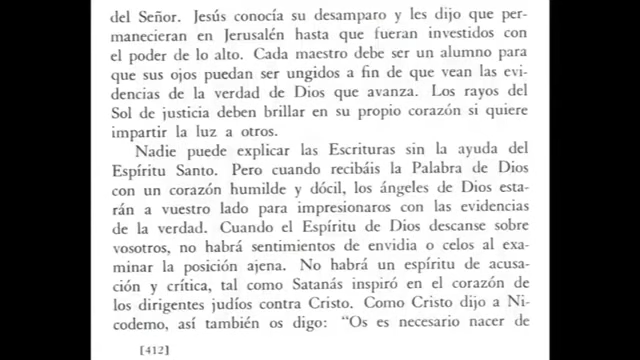 del Señor. Jesús conocía su desamparo y les dijo que per-
manecieran en Jerusalén hasta que fueran investidos con
el poder de lo alto. Cada maestro debe ser un alumno para
que sus ojos puedan ser ungidos a fin de que vean las evi-
dencias de la verdad de Dios que avanza. Los rayos del
Sol de justicia deben brillar en su propio corazón si quiere
impartir la luz a otros.
Nadie puede explicar las Escrituras sin la ayuda del
Espíritu Santo. Pero cuando recibáis la Palabra de Dios
con un corazón humilde y dócil, los ángeles de Dios esta-
rán a vuestro lado para impresionaros con las evidencias
de la verdad. Cuando el Espíritu de Dios descanse sobre
vosotros, no habrá sentimientos de envidia o celos al exa-
minar la posición ajena. No habrá un espíritu de acusa-
ción y crítica, tal como Satanás inspiró en el corazón de
los dirigentes judíos contra Cristo. Como Cristo dijo a Ni-
codemo, así también os digo: “Os es necesario nacer de
[412]